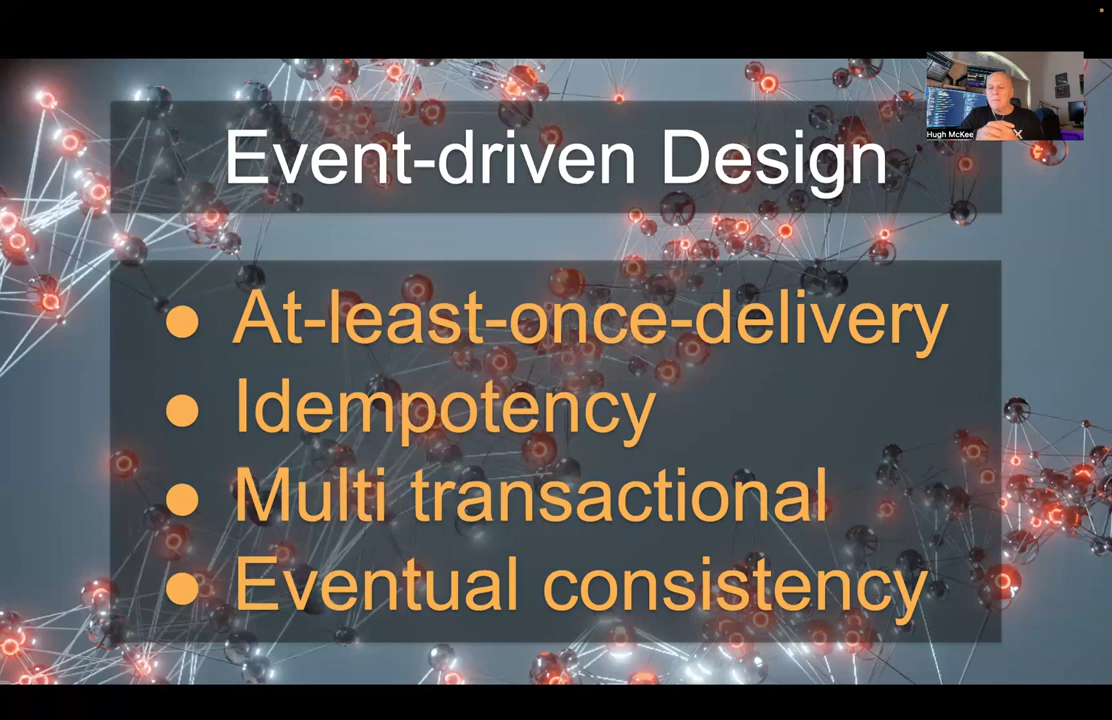 Event-driven Design
Hugh McKee
● At-least-once-delivery
● Idempotency
● Multi transactional
● Eventual consistency